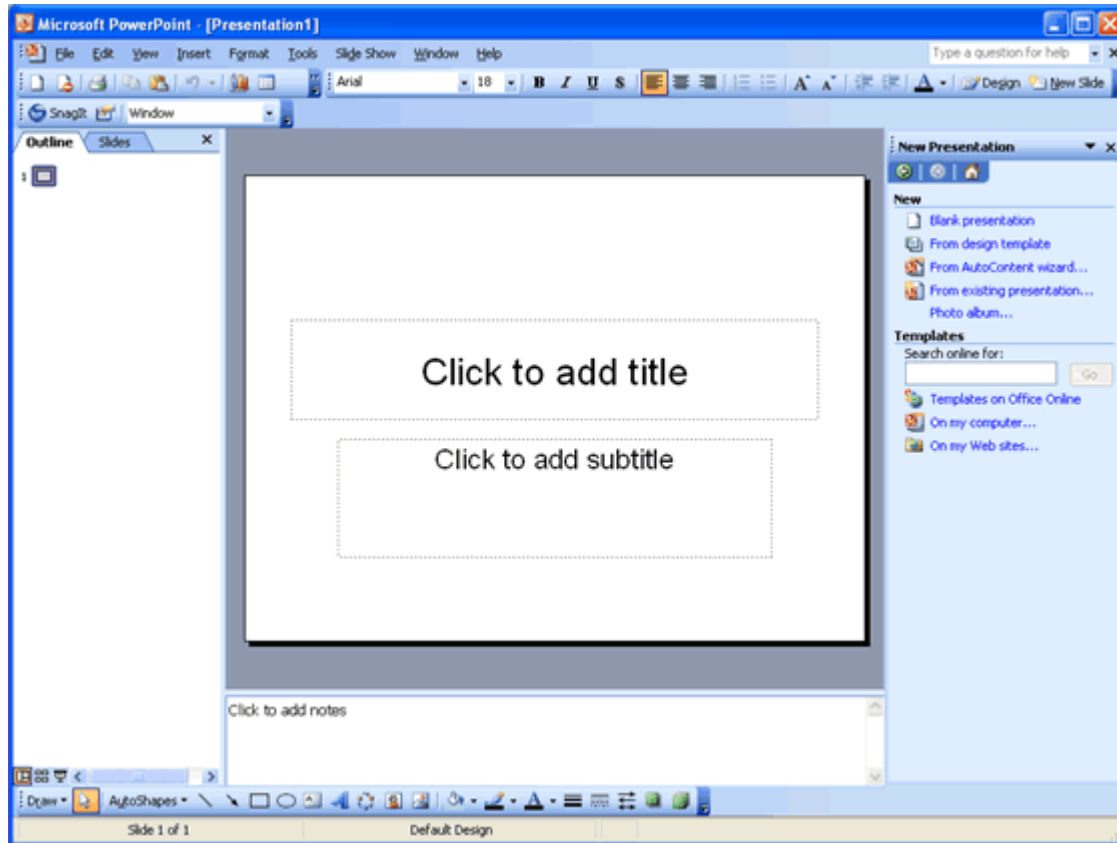 Microsoft PowerPoint - [Presentation1]
File Edit View Insert Format Tools Slide Show Window Help Type a question for help
Arial 18 B I U S A A A Design New Slide
SnagIt Window
Outline Slides
New Presentation
1
New
Blank presentation
From design template
From AutoContent wizard...
From existing presentation...
Photo album...
Templates
Search online for:
Go
Templates on Office Online
On my computer...
On my Web sites...
Click to add title
Click to add subtitle
Click to add notes
Draw AutoShapes A A
Slide 1 of 1 Default Design